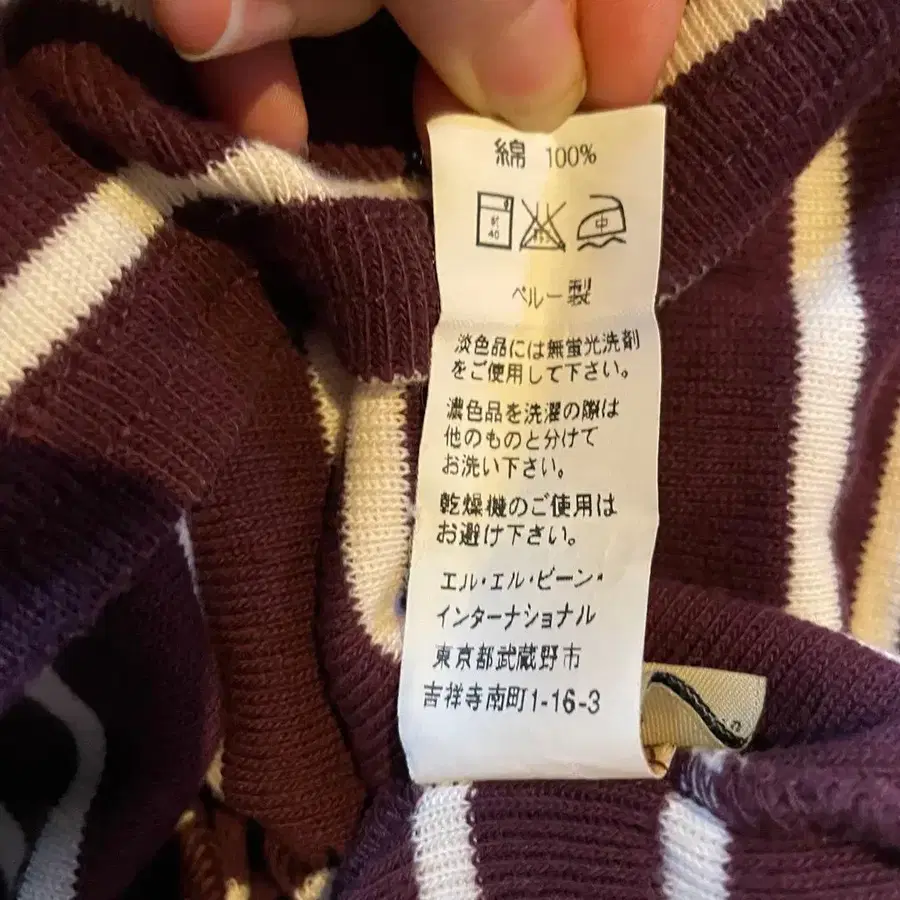 綿 100%
40
中
ペルー製
淡色品には無蛍光洗剤
をご使用して下さい。
濃色品を洗濯の際は
他のものと分けて
お洗い下さい。
乾燥機のご使用は
お避け下さい。
エル・エル・ビーン・
インターナショナル
東京都武蔵野市
吉祥寺南町1-16-3